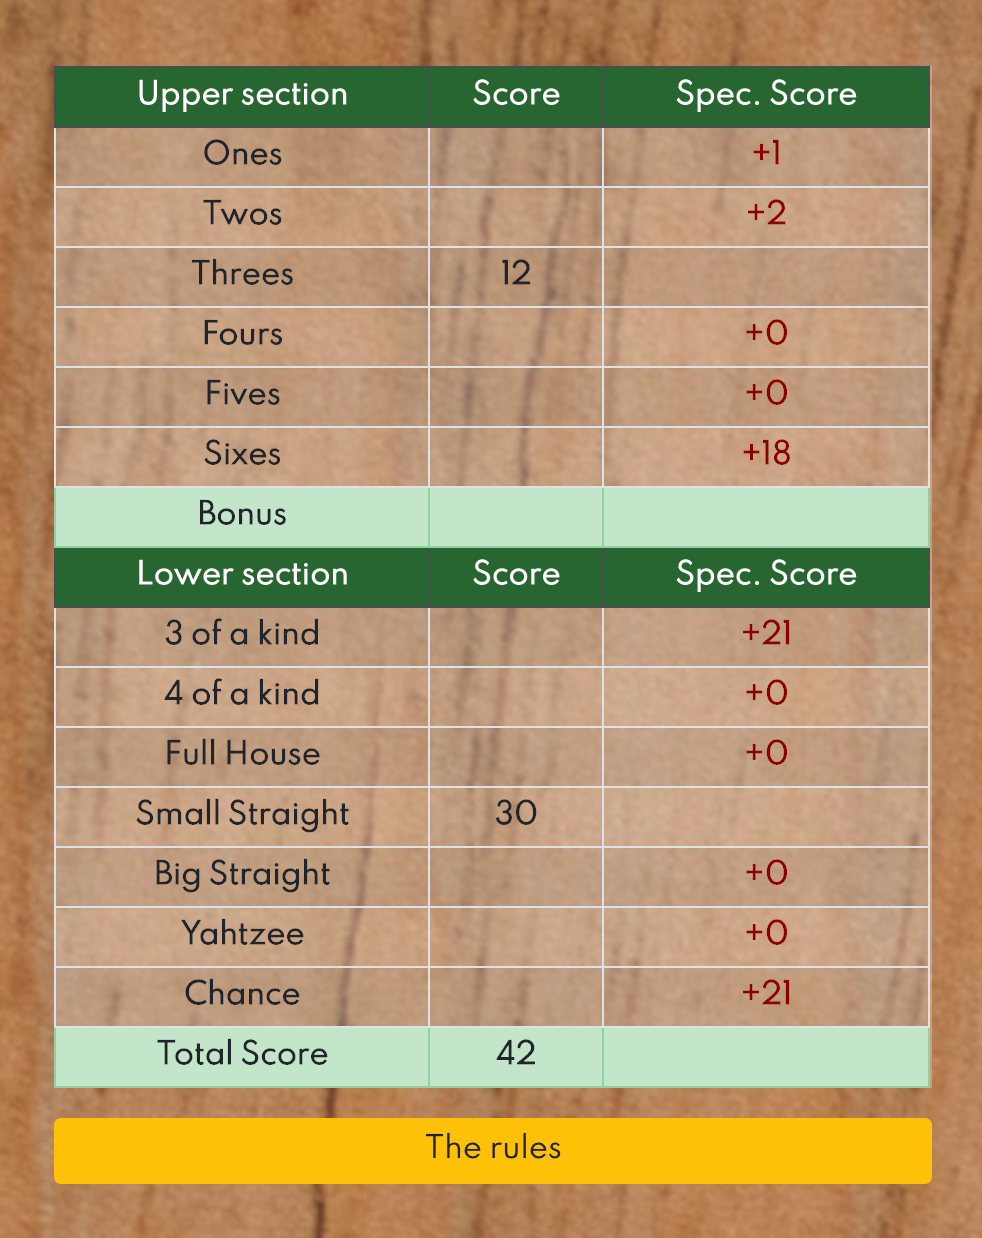 Upper section Score Spec. Score
Ones +1
Twos +2
Threes 12
Fours +0
Fives +0
Sixes +18
Bonus
Lower section Score Spec. Score
3 of a kind +21
4 of a kind +0
Full House +0
Small Straight 30
Big Straight +0
Yahtzee +0
Chance +21
Total Score 42
The rules